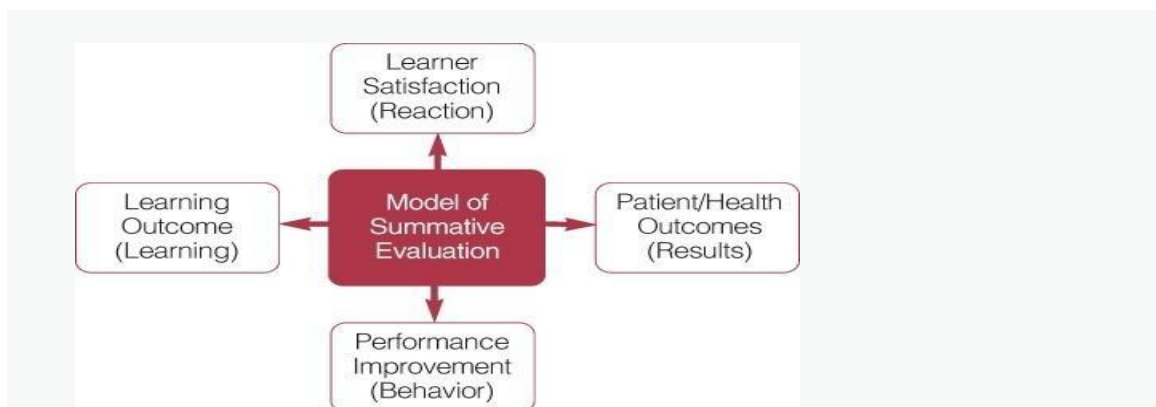 Learner
Satisfaction
(Reaction)
Learning
Outcome
(Learning)
Model of
Summative
Evaluation
Patient/Health
Outcomes
(Results)
Performance
Improvement
(Behavior)